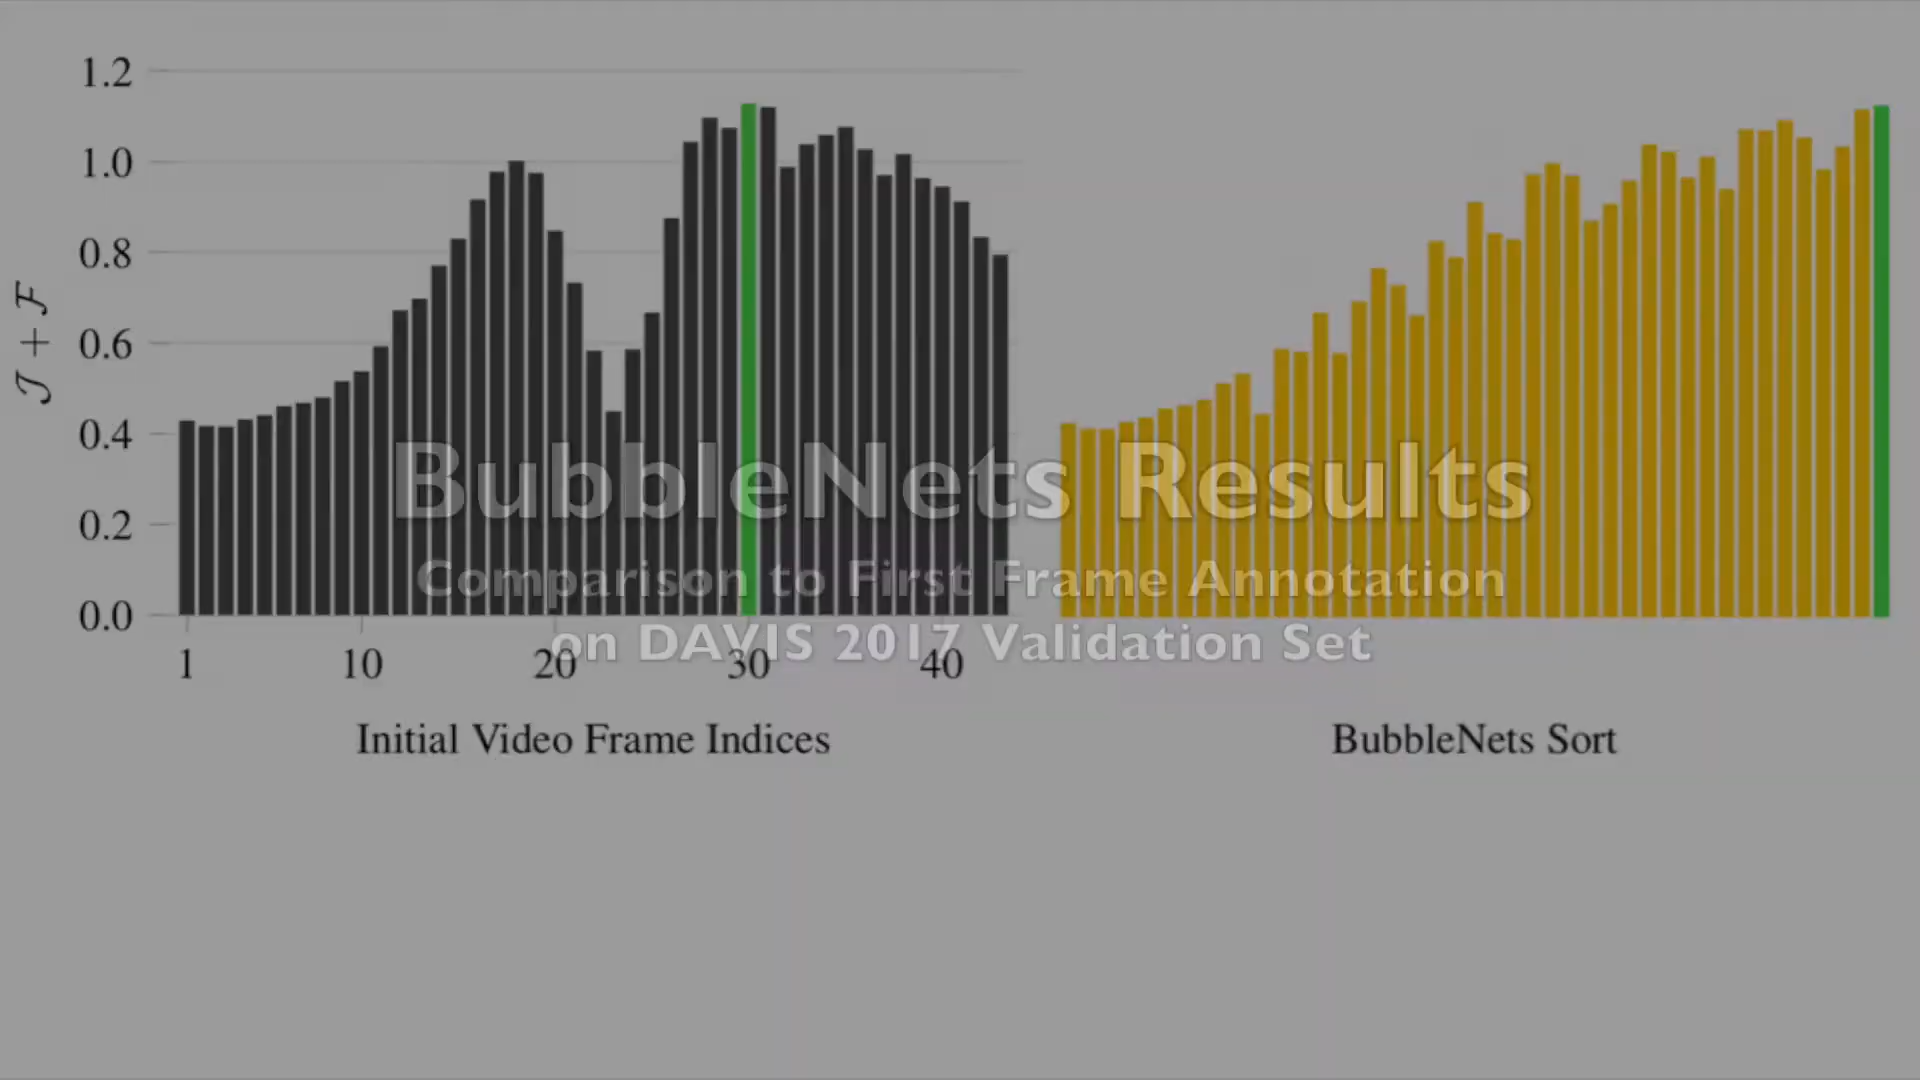 1.2
1.0
0.8
0.6
0.4
0.2
0.0
𝒥 + ℱ
1 10 20 30 40
Initial Video Frame Indices
BubbleNets Sort
BubbleNets Results
Comparison to First Frame Annotation
on DAVIS 2017 Validation Set